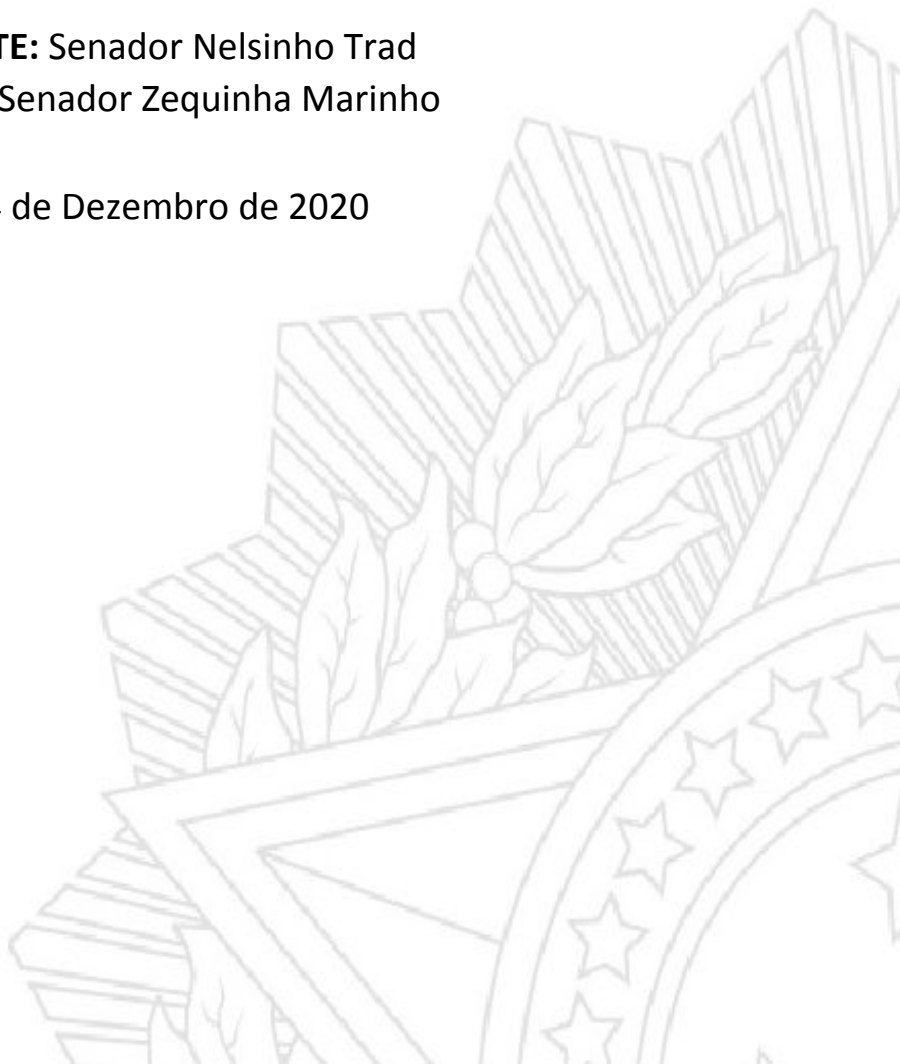 TE: Senador Nelsinho Trad
Senador Zequinha Marinho
de Dezembro de 2020